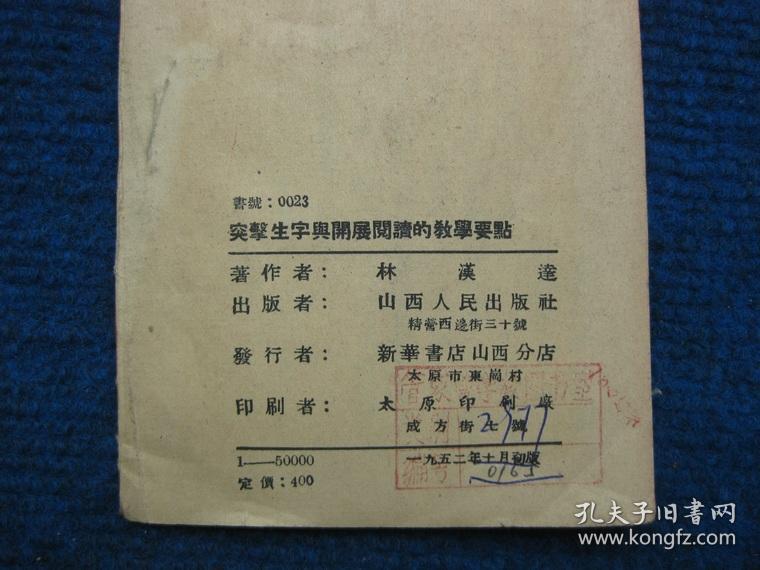 書號：0023
突擊生字與開展閱讀的教學要點
著作者： 林漢達
出版者： 山西人民出版社
精營西邊街三十號
發行者： 新華書店山西分店
太原市東崗村
印刷者： 太原印刷廠
成方街七號
1——50000 一九五二年十月初版
定價：400
孔夫子旧书网
www.kongfz.com